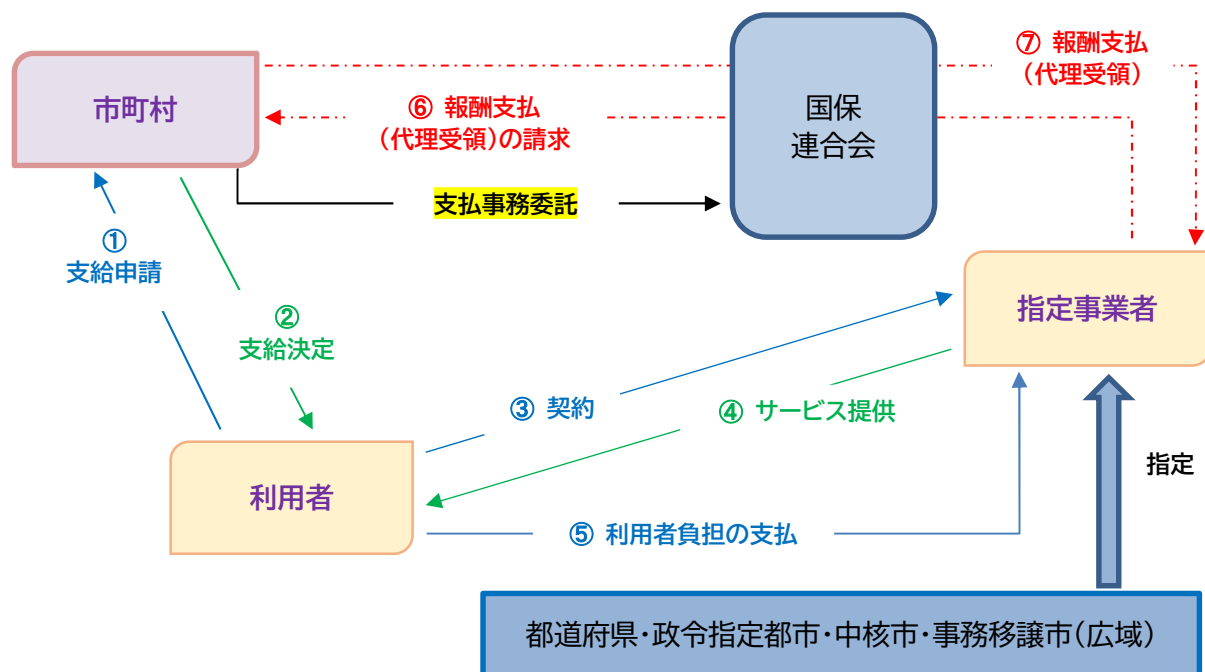 市町村
⑥ 報酬支払
（代理受領）の請求
国保
連合会
⑦ 報酬支払
（代理受領）
支払事務委託
①
支給申請
②
支給決定
指定事業者
③ 契約
④ サービス提供
指定
利用者
⑤ 利用者負担の支払
都道府県・政令指定都市・中核市・事務移譲市（広域）